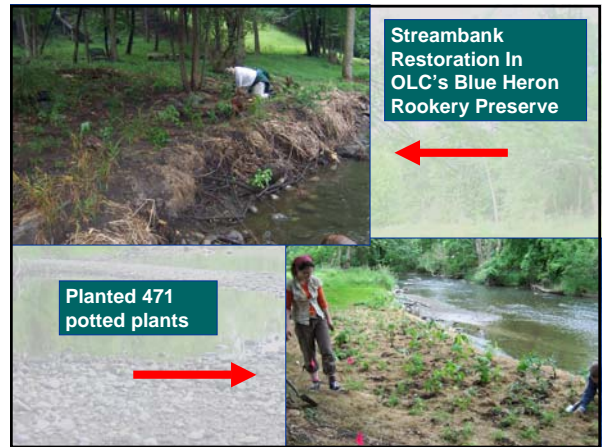 Streambank
Restoration In
OLC's Blue Heron
Rookery Preserve
Planted 471
potted plants